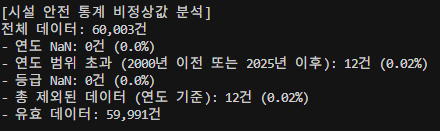 [시설 안전 통계 비정상값 분석]
전체 데이터: 60,003건
- 연도 NaN: 0건 (0.0%)
- 연도 범위 초과 (2000년 이전 또는 2025년 이후): 12건 (0.02%)
- 등급 NaN: 0건 (0.0%)
- 총 제외된 데이터 (연도 기준): 12건 (0.02%)
- 유효 데이터: 59,991건